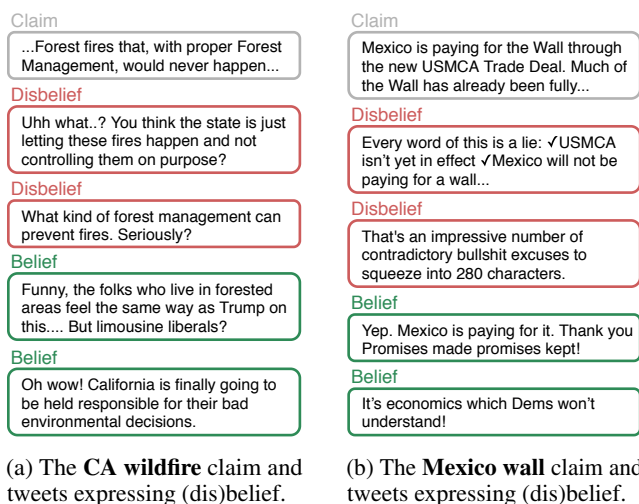 Claim
...Forest fires that, with proper Forest
Management, would never happen...
Disbelief
Uhh what..? You think the state is just
letting these fires happen and not
controlling them on purpose?
Disbelief
What kind of forest management can
prevent fires. Seriously?
Belief
Funny, the folks who live in forested
areas feel the same way as Trump on
this.... But limousine liberals?
Belief
Oh wow! California is finally going to
be held responsible for their bad
environmental decisions.
(a) The CA wildfire claim and
tweets expressing (dis)belief.
Claim
Mexico is paying for the Wall through
the new USMCA Trade Deal. Much of
the Wall has already been fully...
Disbelief
Every word of this is a lie: ✓USMCA
isn't yet in effect ✓Mexico will not be
paying for a wall...
Disbelief
That's an impressive number of
contradictory bullshit excuses to
squeeze into 280 characters.
Belief
Yep. Mexico is paying for it. Thank you
Promises made promises kept!
Belief
It's economics which Dems won't
understand!
(b) The Mexico wall claim and
tweets expressing (dis)belief.